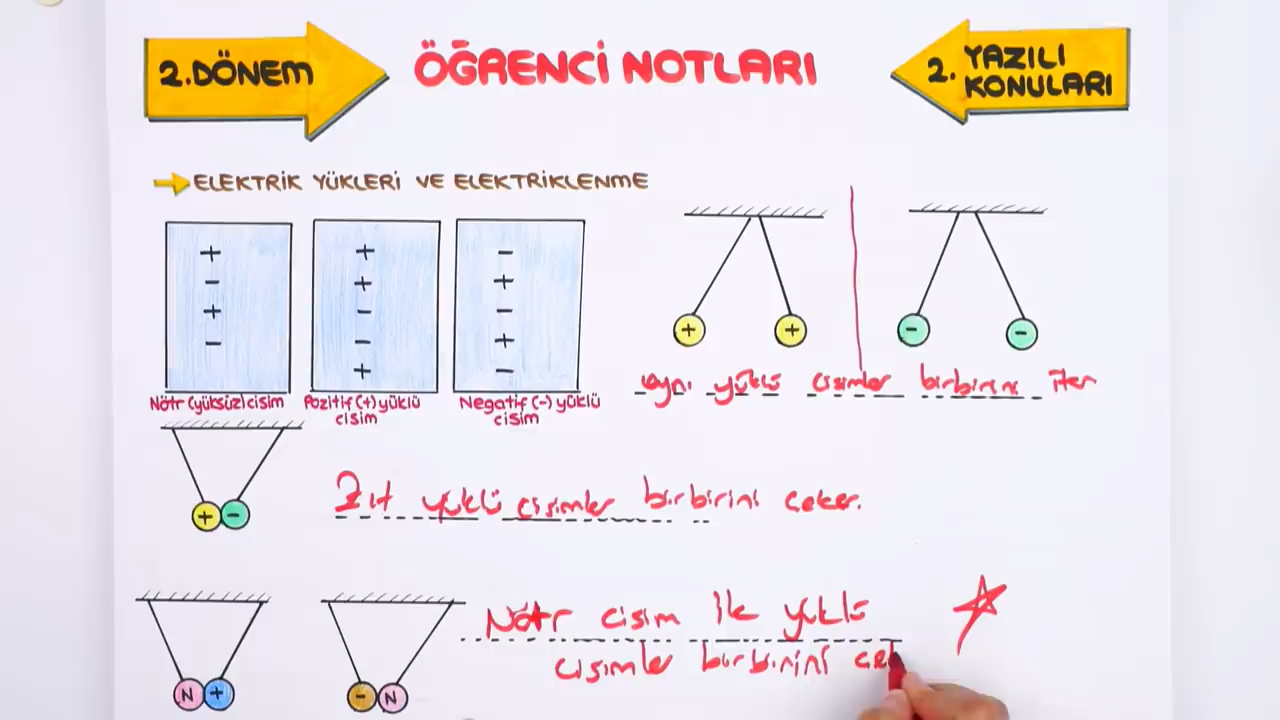 2.DÖNEM
ÖĞRENCİ NOTLARI
2. YAZILI
KONULARI
ELEKTRİK YÜKLERİ VE ELEKTRİKLENME
+
-
+
-
+
+
-
-
+
-
+
-
+
-
Nötr (yüksüz) cisim
Pozitif (+) yüklü
cisim
Negatif (-) yüklü
cisim
+ +
- -
aynı yüklü cisimler birbirini iter
+ -
Zıt yüklü cisimler birbirini çeker.
N +
- N
Nötr cisim ile yüklü
cisimler birbirini çek